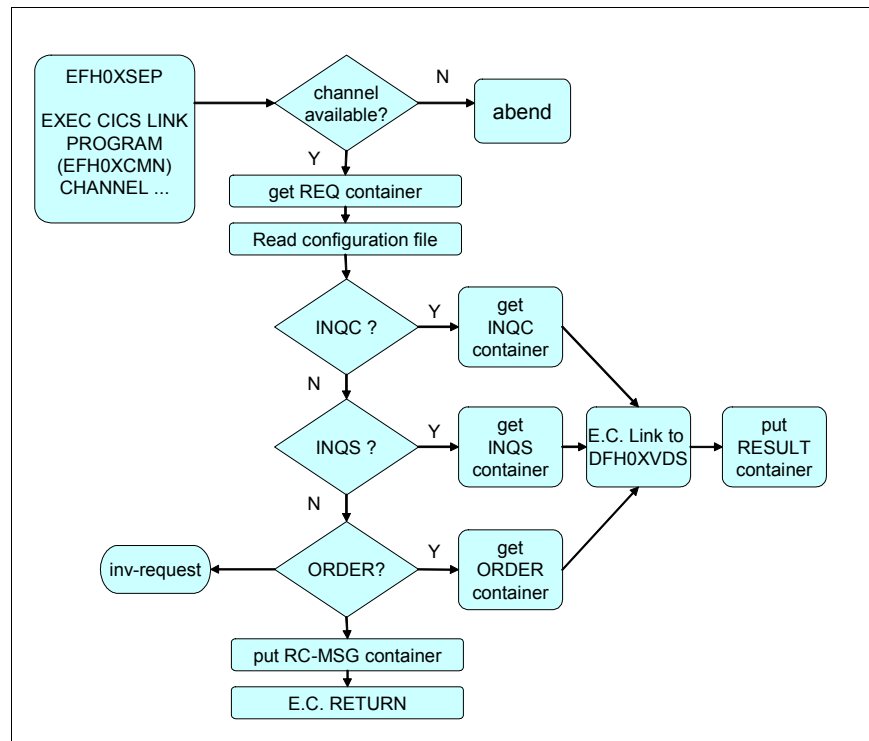 EFH0XSEP
EXEC CICS LINK
PROGRAM
(EFH0XCMN)
CHANNEL ...
channel
available?
N
abend
Y
get REQ container
Read configuration file
INQC ?
Y
get
INQC
container
N
INQS ?
Y
get
INQS
container
E.C. Link to
DFH0XVDS
put
RESULT
container
N
inv-request
ORDER?
Y
get
ORDER
container
put RC-MSG container
E.C. RETURN